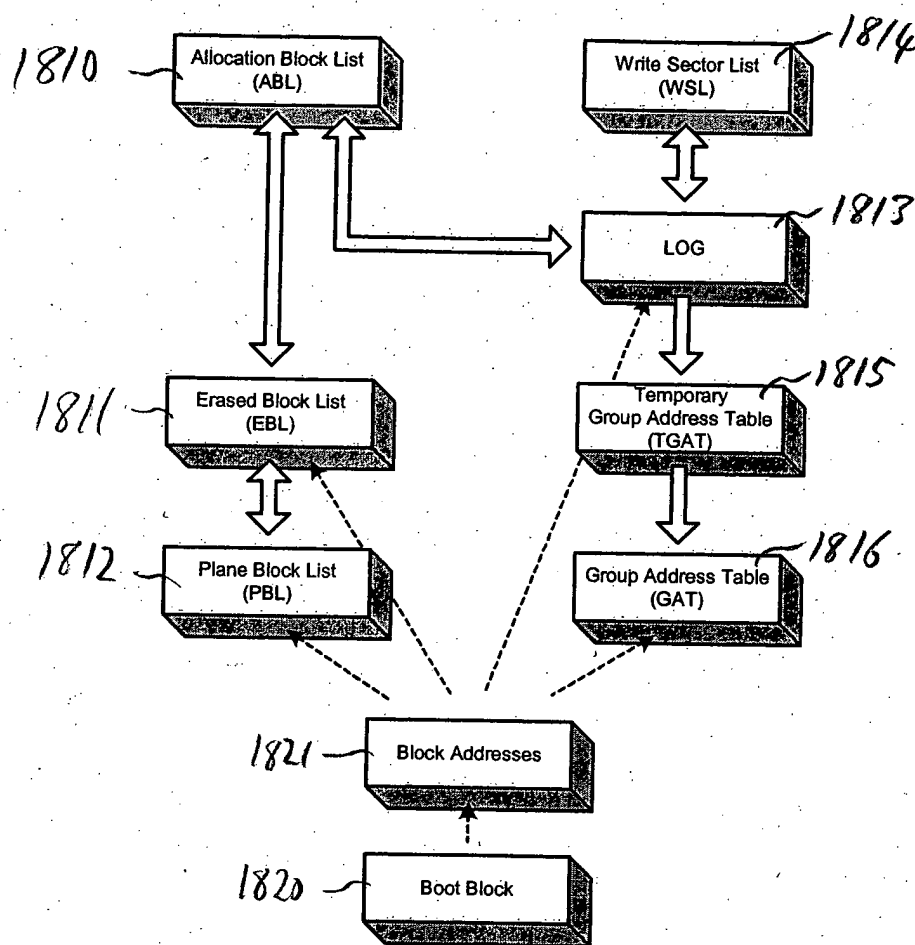 1810
Allocation Block List
(ABL)
Write Sector List
(WSL)
1814
LOG
1813
1811
Erased Block List
(EBL)
Temporary
Group Address Table
(TGAT)
1815
1812
Plane Block List
(PBL)
Group Address Table
(GAT)
1816
1821
Block Addresses
1820
Boot Block